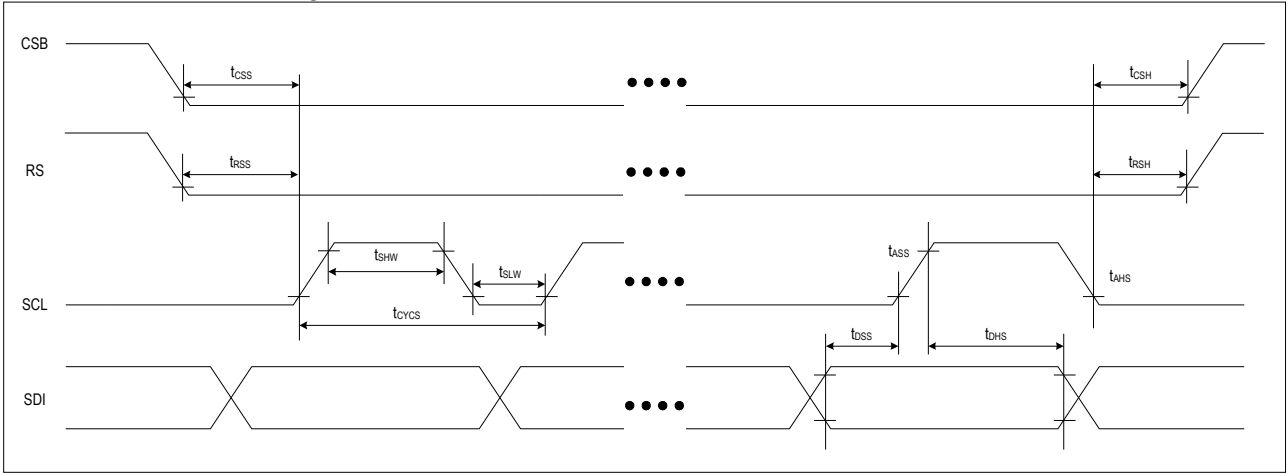 CSB
tCSS
tCSH
RS
tRSS
tRSH
tSHW
tSLW
tASS
SCL
tAHS
tCYCS
tDSS
tDHS
SDI